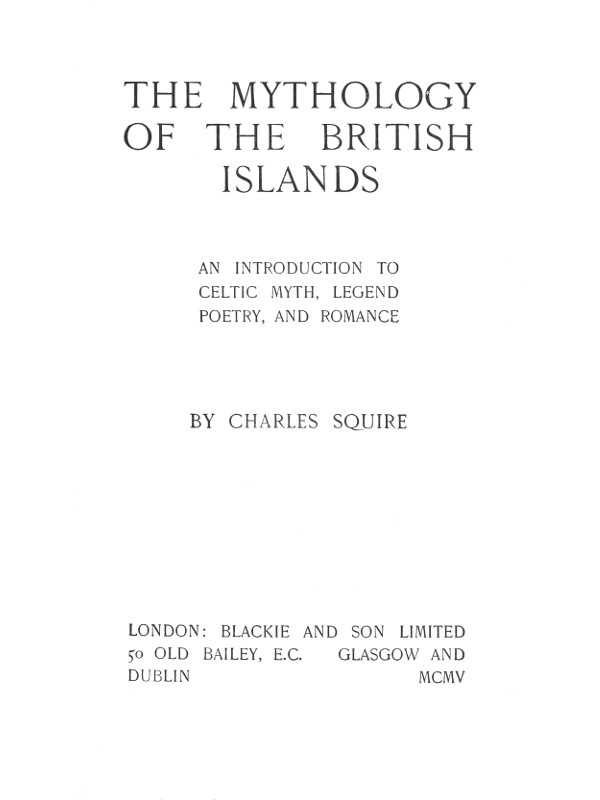 THE MYTHOLOGY
OF THE BRITISH
ISLANDS
AN INTRODUCTION TO
CELTIC MYTH, LEGEND
POETRY, AND ROMANCE
BY CHARLES SQUIRE
LONDON: BLACKIE AND SON LIMITED
50 OLD BAILEY, E.C. GLASGOW AND
DUBLIN MCMV